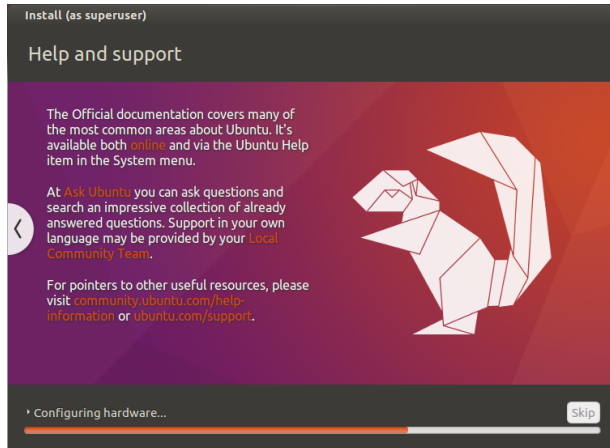 Install (as superuser)
Help and support
The Official documentation covers many of
the most common areas about Ubuntu. It's
available both online and via the Ubuntu Help
item in the System menu.
At Ask Ubuntu you can ask questions and
search an impressive collection of already
answered questions. Support in your own
language may be provided by your Local
Community Team.
For pointers to other useful resources, please
visit community.ubuntu.com/help-
information or ubuntu.com/support.
Configuring hardware...
Skip